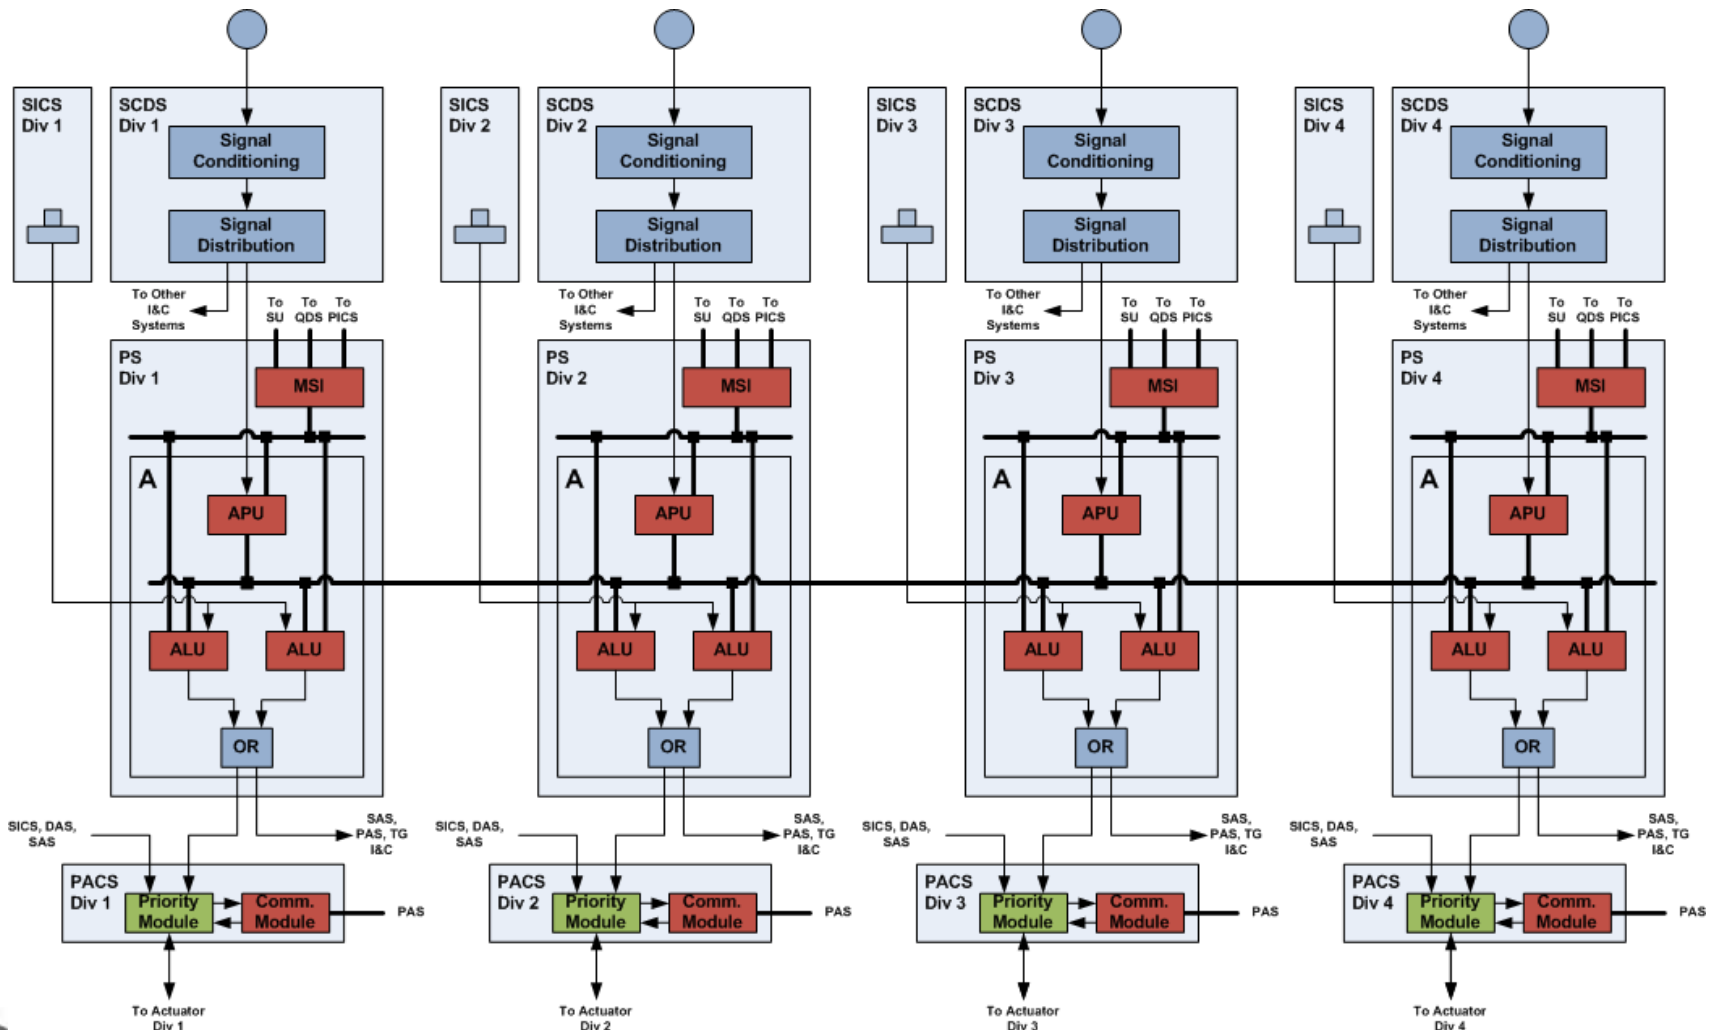 SICS
Div 1
SCDS
Div 1
Signal
Conditioning
Signal
Distribution
To Other
I&C
Systems
To
SU
To
QDS
To
PICS
PS
Div 1
MSI
A
APU
ALU
ALU
OR
SICS, DAS,
SAS
SAS,
PAS, TG
I&C
PACS
Div 1
Priority
Module
Comm.
Module
PAS
To Actuator
Div 1
SICS
Div 2
SCDS
Div 2
Signal
Conditioning
Signal
Distribution
To Other
I&C
Systems
To
SU
To
QDS
To
PICS
PS
Div 2
MSI
A
APU
ALU
ALU
OR
SICS, DAS,
SAS
SAS,
PAS, TG
I&C
PACS
Div 2
Priority
Module
Comm.
Module
PAS
To Actuator
Div 2
SICS
Div 3
SCDS
Div 3
Signal
Conditioning
Signal
Distribution
To Other
I&C
Systems
To
SU
To
QDS
To
PICS
PS
Div 3
MSI
A
APU
ALU
ALU
OR
SICS, DAS,
SAS
SAS,
PAS, TG
I&C
PACS
Div 3
Priority
Module
Comm.
Module
PAS
To Actuator
Div 3
SICS
Div 4
SCDS
Div 4
Signal
Conditioning
Signal
Distribution
To Other
I&C
Systems
To
SU
To
QDS
To
PICS
PS
Div 4
MSI
A
APU
ALU
ALU
OR
SICS, DAS,
SAS
SAS,
PAS, TG
I&C
PACS
Div 4
Priority
Module
Comm.
Module
PAS
To Actuator
Div 4